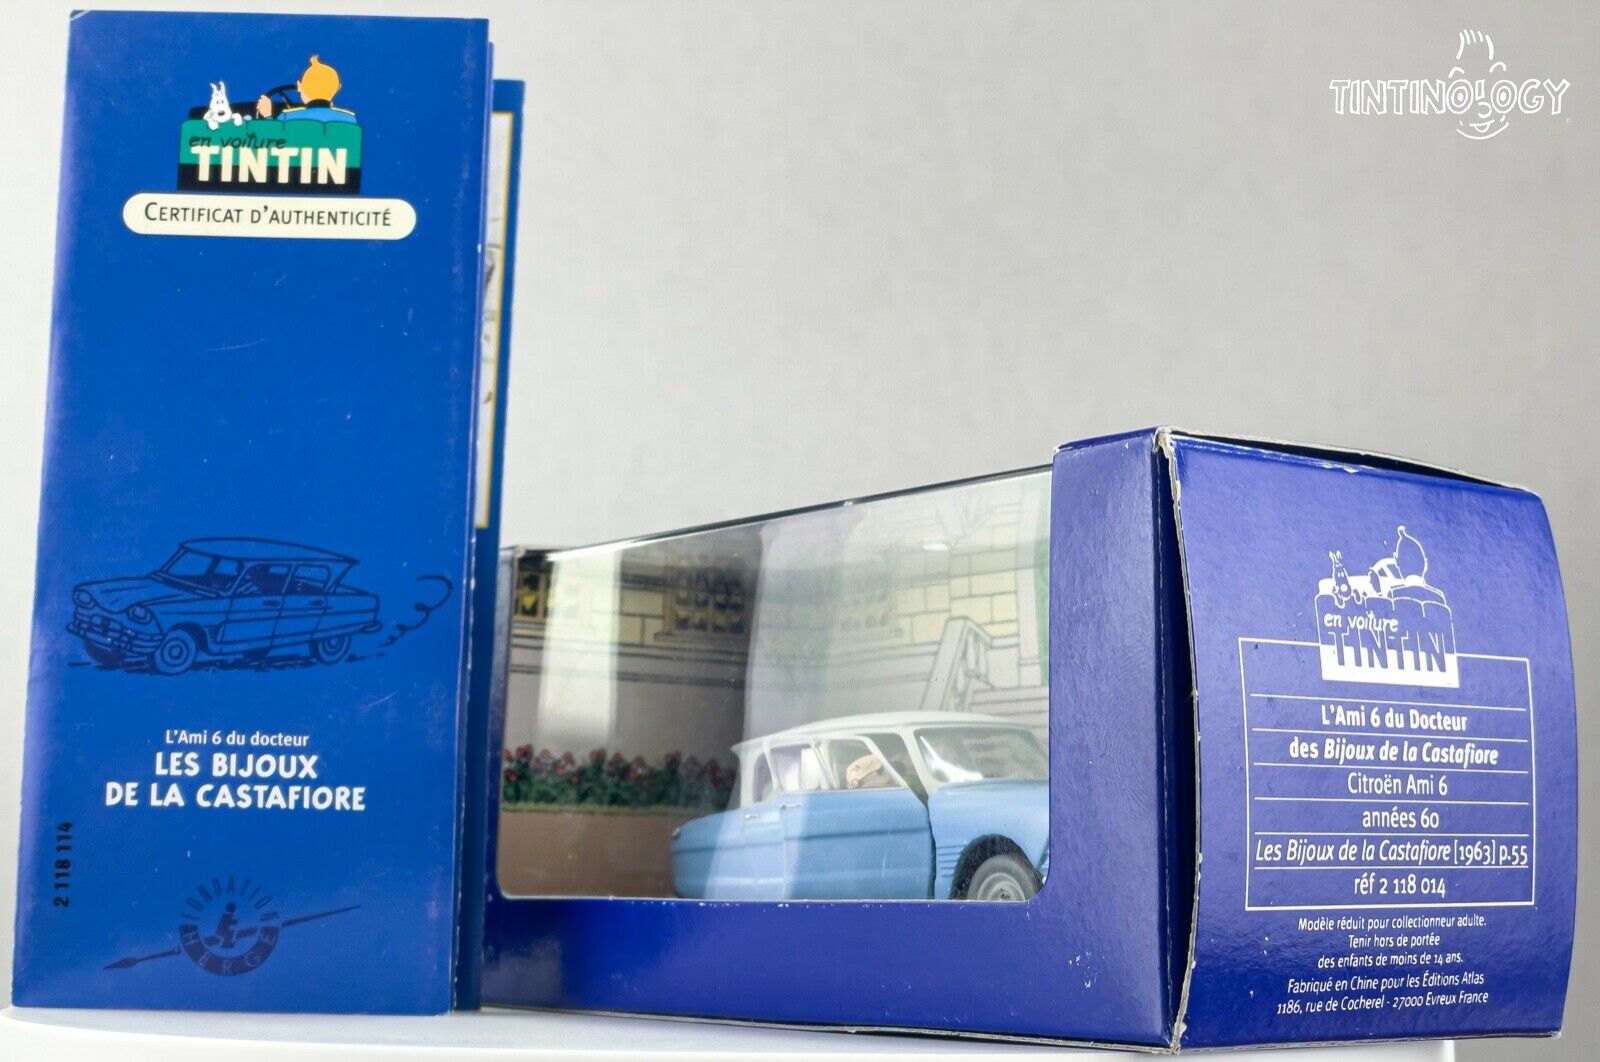 TINTINOLOGY
en voiture
TINTIN
CERTIFICAT D'AUTHENTICITÉ
L'Ami 6 du docteur
LES BIJOUX
DE LA CASTAFIORE
2 118 114
FONDATION
HERGÉ
en voiture
TINTIN
L'Ami 6 du Docteur
des Bijoux de la Castafiore
Citroën Ami 6
années 60
Les Bijoux de la Castafiore [1963] p.55
réf 2 118 014
Modèle réduit pour collectionneur adulte.
Tenir hors de portée
des enfants de moins de 14 ans.
Fabriqué en Chine pour les Éditions Atlas
1186, rue de Cocherel - 27000 Evreux France